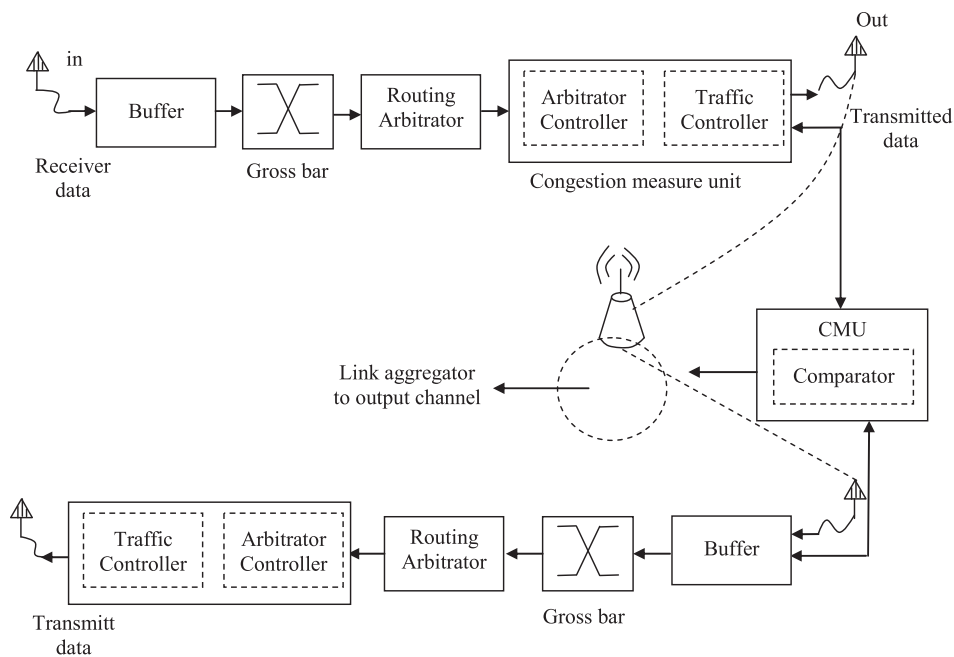 Out
in
Buffer
Routing
Arbitrator
Arbitrator
Controller
Traffic
Controller
Transmitted
data
Receiver
data
Gross bar
Congestion measure unit
CMU
Comparator
Link aggregator
to output channel
Traffic
Controller
Arbitrator
Controller
Routing
Arbitrator
Buffer
Gross bar
Transmitt
data